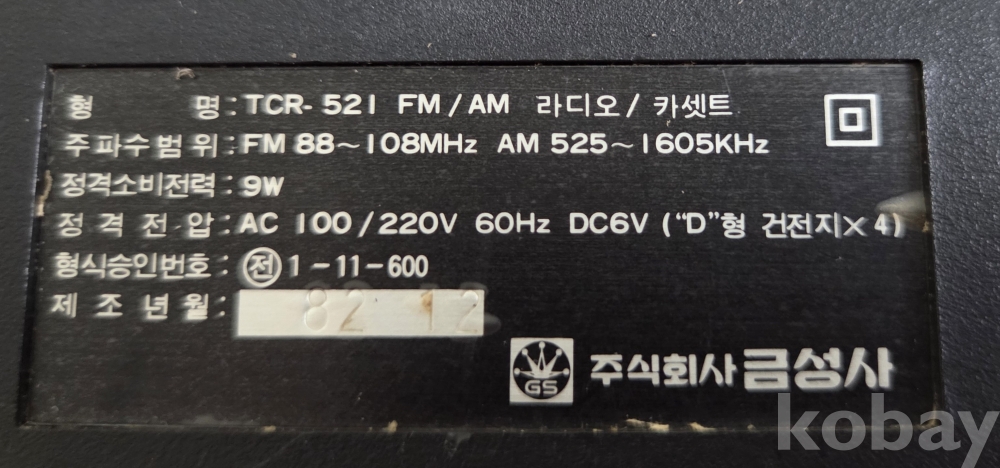 형 명 : TCR-521 FM/AM 라디오/카셋트
주파수범위 : FM 88~108MHz AM 525~1605KHz
정격소비전력 : 9W
정 격 전 압 : AC 100/220V 60Hz DC6V ("D"형 건전지×4)
형식승인번호 : 전 1-11-600
제 조 년 월 : 82 12
GS 주식회사 금성사
kobay